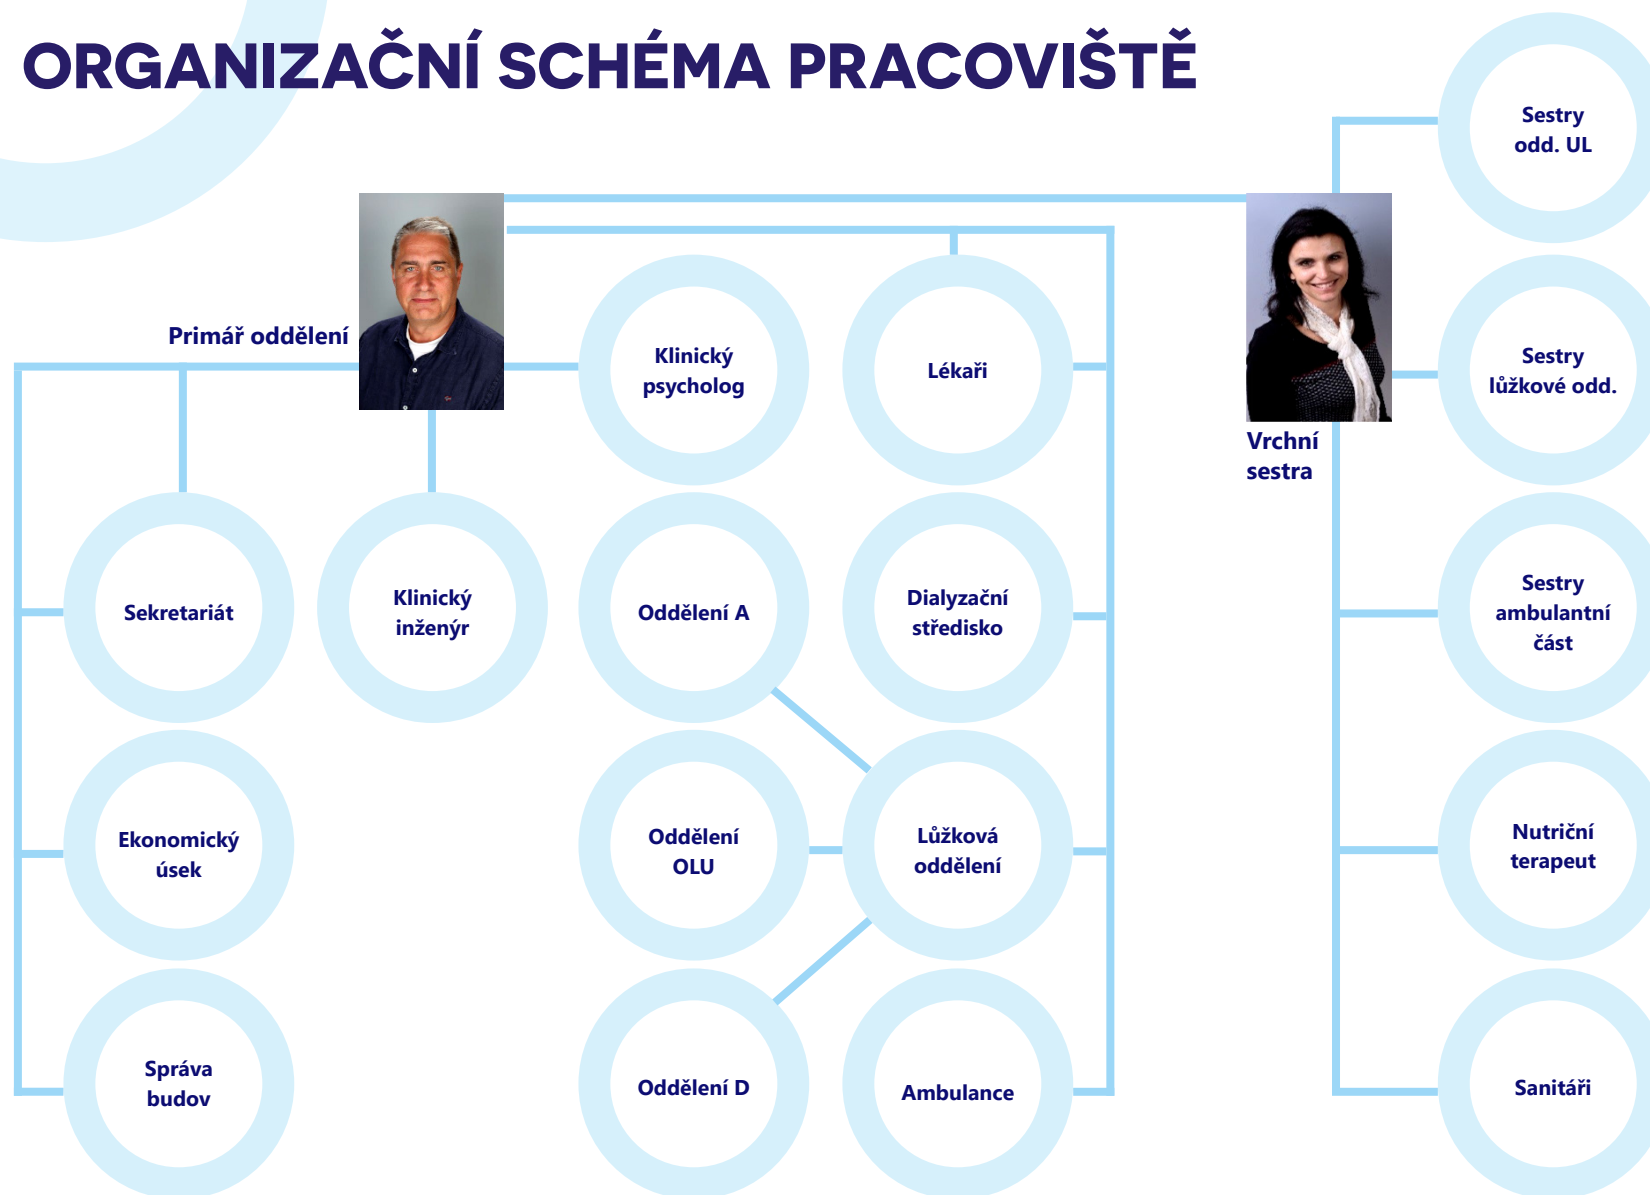 ORGANIZAČNÍ SCHÉMA PRACOVIŠTĚ
Sestry
odd. UL
Primář oddělení
Klinický
psycholog
Lékaři
Sestry
lůžkové odd.
Vrchní
sestra
Sekretariát
Klinický
inženýr
Oddělení A
Dialyzační
středisko
Sestry
ambulantní
část
Ekonomický
úsek
Oddělení
OLU
Lůžková
oddělení
Nutriční
terapeut
Správa
budov
Oddělení D
Ambulance
Sanitáři